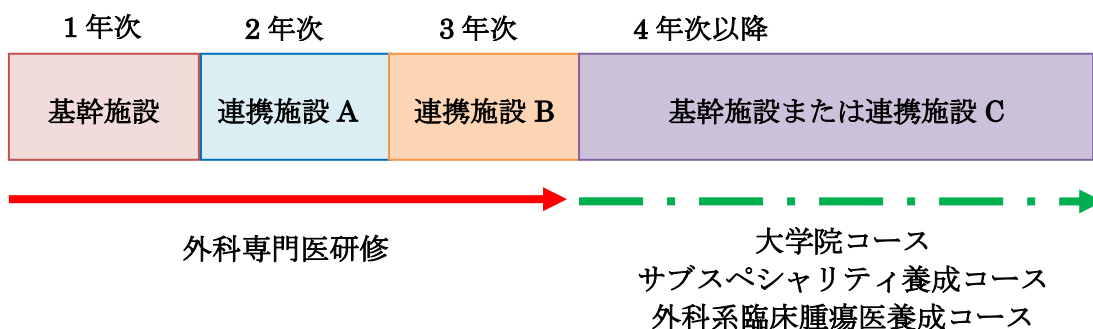 1 年次 2 年次 3 年次 4 年次以降
基幹施設 連携施設 A 連携施設 B 基幹施設または連携施設 C
外科専門医研修
大学院コース
サブスペシャリティ養成コース
外科系臨床腫瘍医養成コース